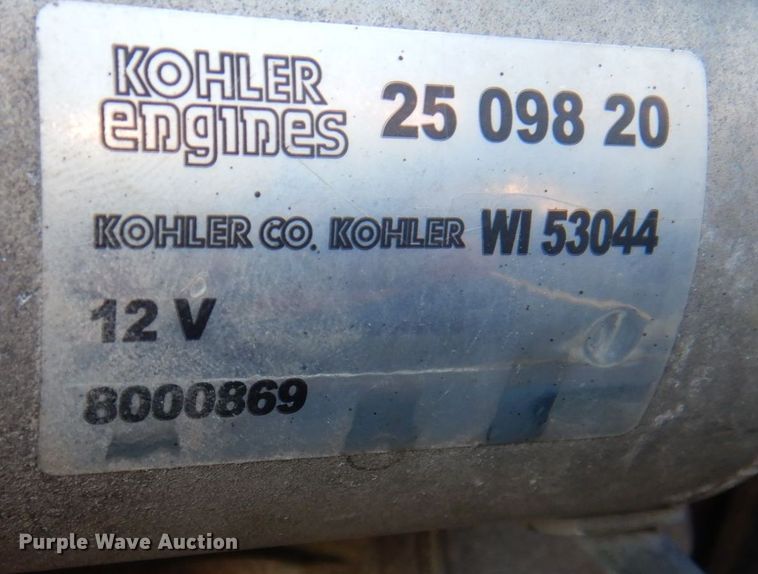 KOHLER
engines 25 098 20
KOHLER CO. KOHLER WI 53044
12 V
8000869
Purple Wave Auction